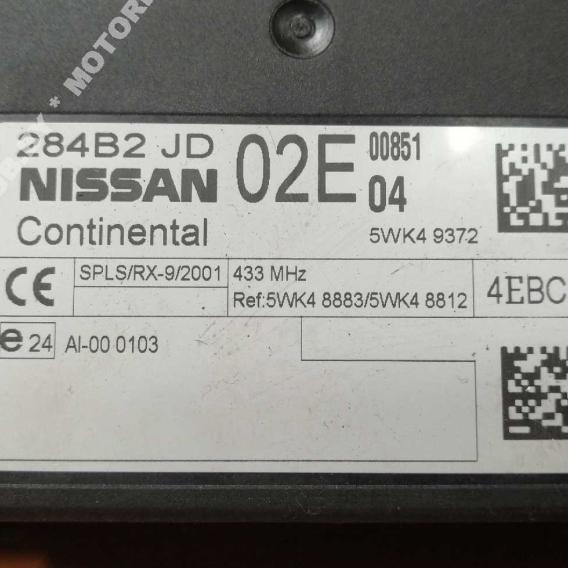 284B2 JD 02E 00851
NISSAN 04
Continental 5WK4 9372
CE SPLS/RX-9/2001 433 MHz
Ref:5WK4 8883/5WK4 8812 4EBC
e 24 AI-00 0103